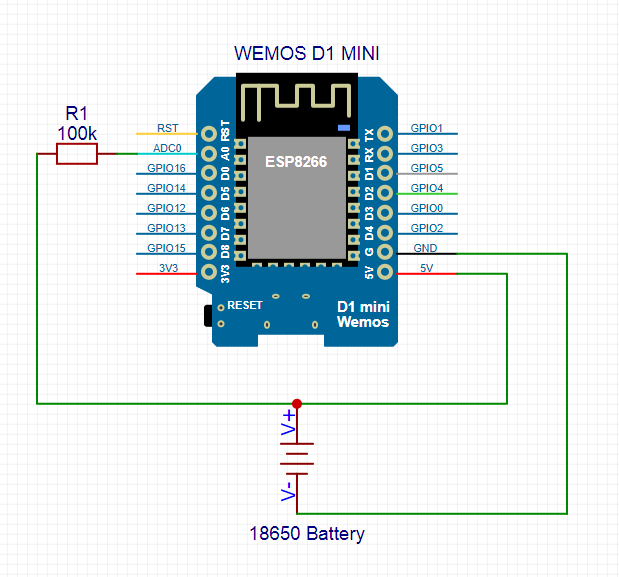 WEMOS D1 MINI
R1
100k
RST
ADC0
GPIO16
GPIO14
GPIO12
GPIO13
GPIO15
3V3
RST
A0
D0
D5
D6
D7
D8
3V3
ESP8266
TX
RX
D1
D2
D3
D4
G
5V
GPIO1
GPIO3
GPIO5
GPIO4
GPIO0
GPIO2
GND
5V
RESET
D1 mini
Wemos
V+
V-
18650 Battery